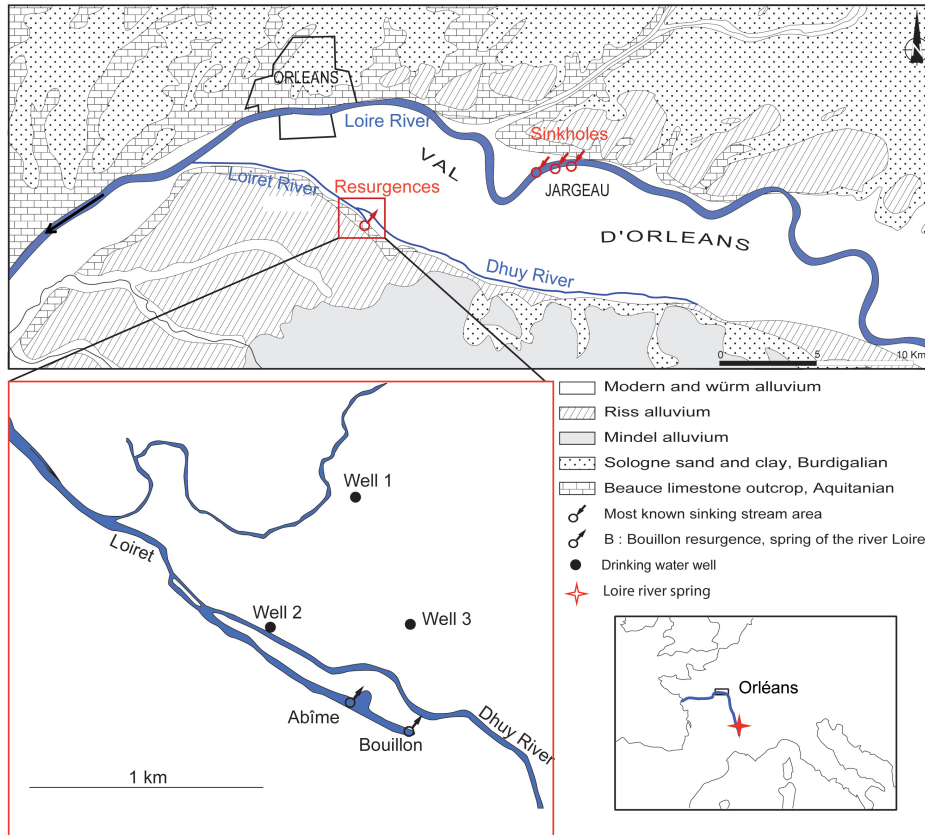 ORLEANS
Loire River
Sinkholes
VAL
JARGEAU
Loiret River
Resurgences
D'ORLEANS
Dhuy River
0 5 10 Km
Well 1
Loiret
Well 2
Well 3
Abîme
Bouillon
Dhuy River
1 km
Modern and würm alluvium
Riss alluvium
Mindel alluvium
Sologne sand and clay, Burdigalian
Beauce limestone outcrop, Aquitanian
Most known sinking stream area
B : Bouillon resurgence, spring of the river Loire
Drinking water well
Loire river spring
Orléans